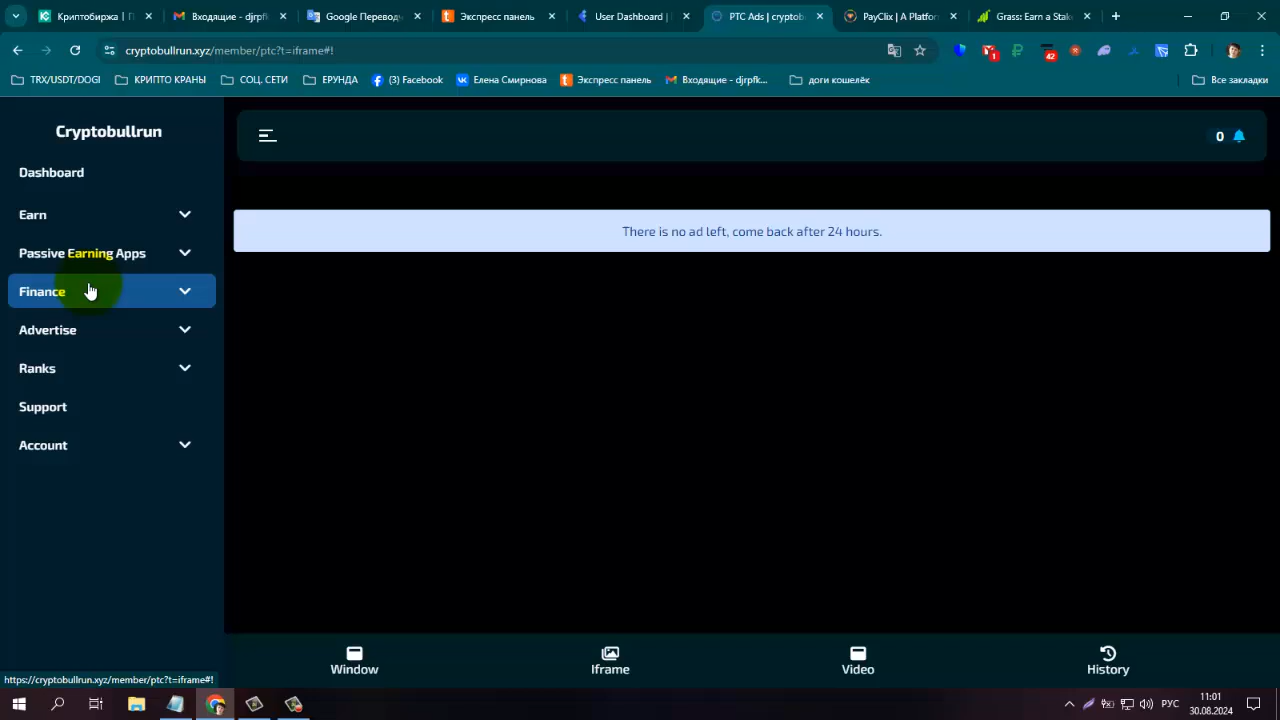 Криптобиржа | П
Входящие - djrpf
Google Переводч
Экспресс панель
User Dashboard |
PTC Ads | cryptob
PayClix | A Platfor
Grass: Earn a Stak
cryptobullrun.xyz/member/ptc?t=iframe#!
1
42
TRX/USDT/DOGI
КРИПТО КРАНЫ
СОЦ. СЕТИ
ЕРУНДА
(3) Facebook
Елена Смирнова
Экспресс панель
Входящие - djrpfk...
доги кошелёк
Все закладки
Cryptobullrun
0
Dashboard
Earn
There is no ad left, come back after 24 hours.
Passive Earning Apps
Finance
Advertise
Ranks
Support
Account
Window
Iframe
Video
History
https://cryptobullrun.xyz/member/ptc?t=iframe#!
РУС
11:01
30.08.2024